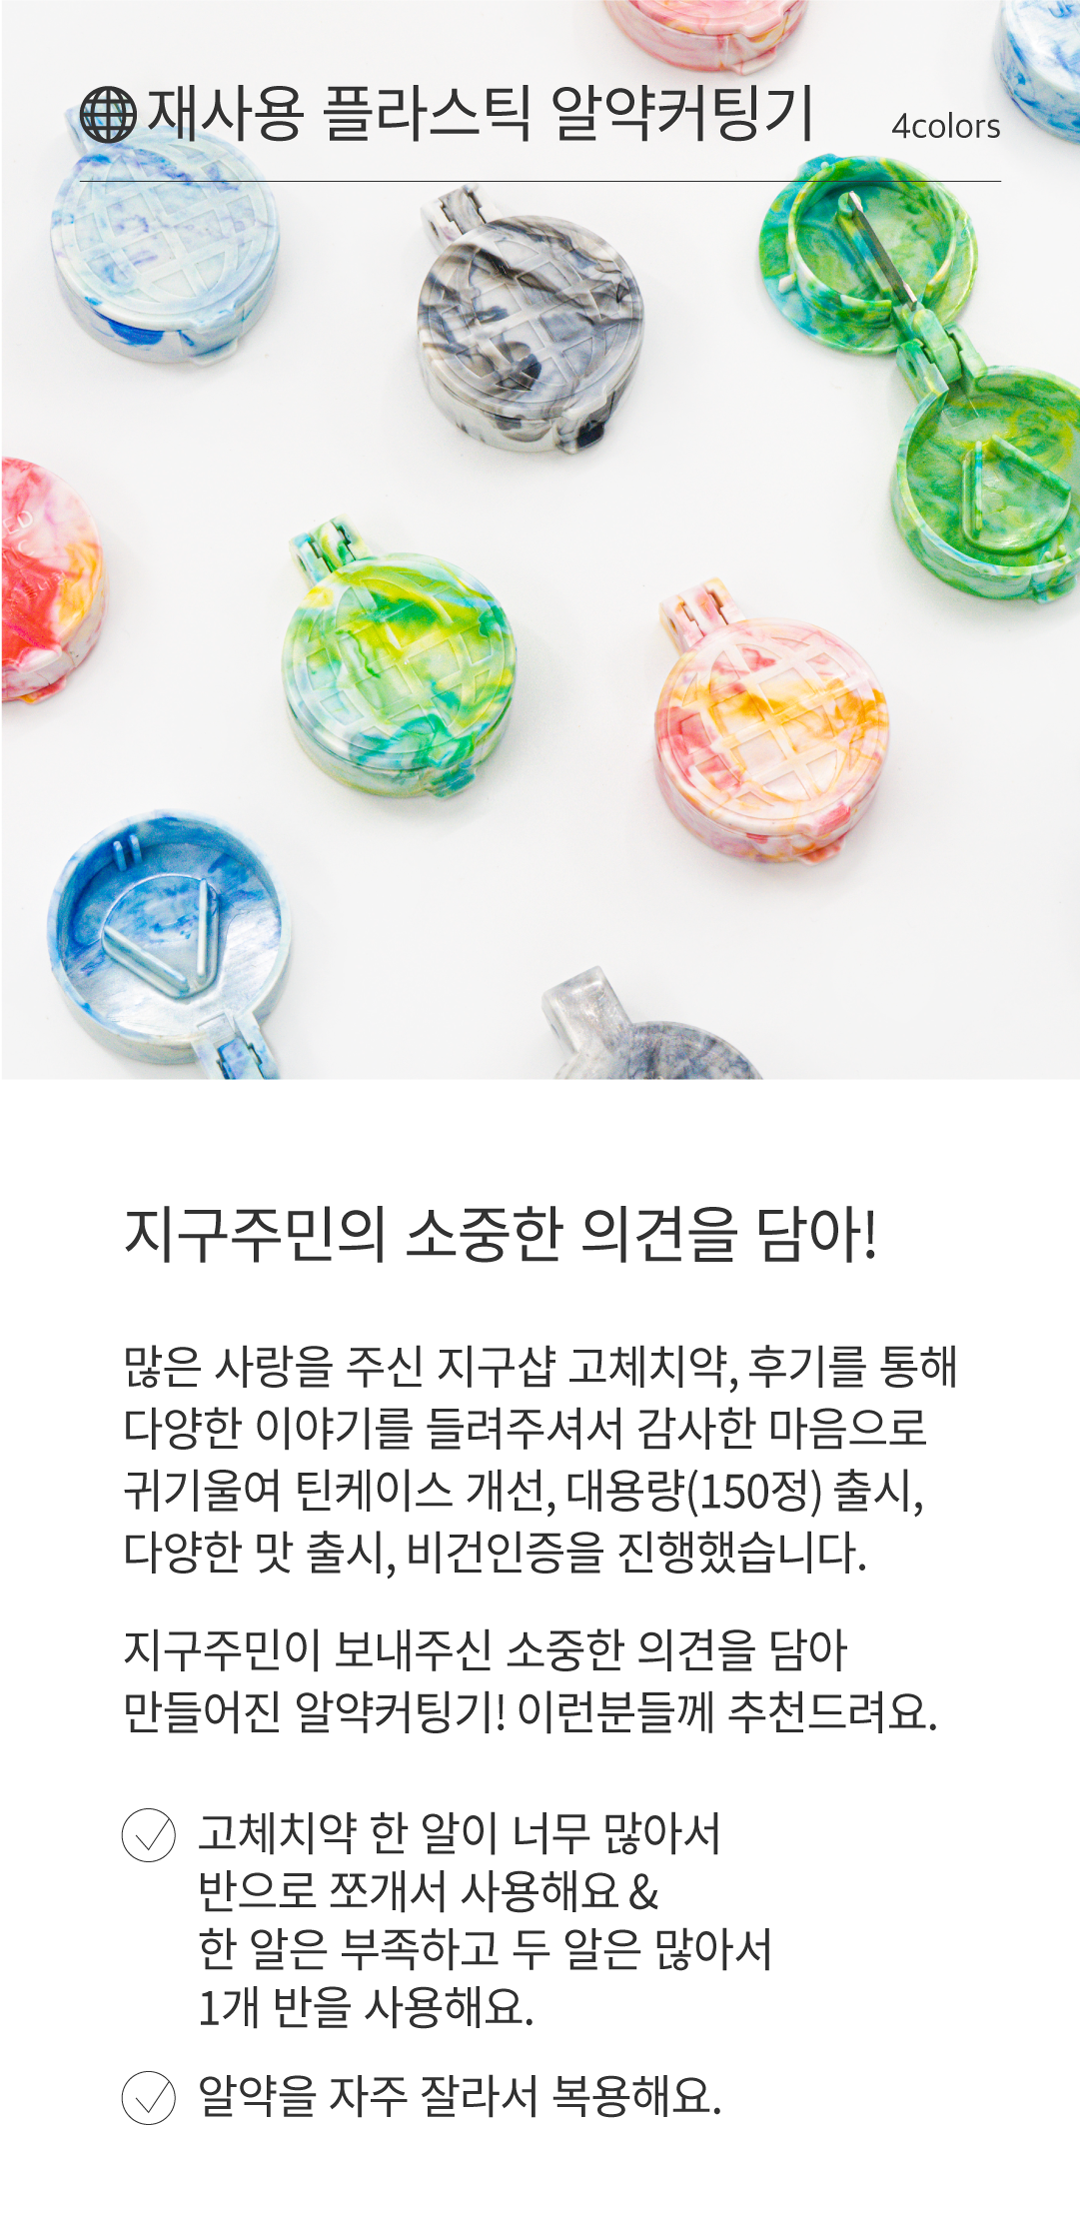 재사용 플라스틱 알약커팅기 4colors
지구주민의 소중한 의견을 담아!
많은 사랑을 주신 지구샵 고체치약, 후기를 통해
다양한 이야기를 들려주셔서 감사한 마음으로
귀기울여 틴케이스 개선, 대용량(150정) 출시,
다양한 맛 출시, 비건인증을 진행했습니다.
지구주민이 보내주신 소중한 의견을 담아
만들어진 알약커팅기! 이런분들께 추천드려요.
고체치약 한 알이 너무 많아서
반으로 쪼개서 사용해요 &
한 알은 부족하고 두 알은 많아서
1개 반을 사용해요.
알약을 자주 잘라서 복용해요.